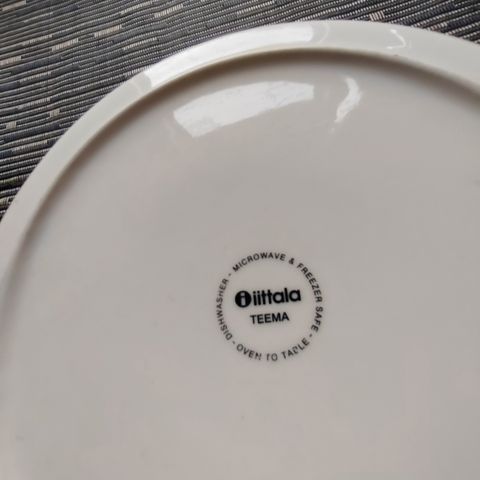 DISHWASHER - MICROWAVE & FREEZER SAFE - OVEN TO TABLE -
iittala
TEEMA